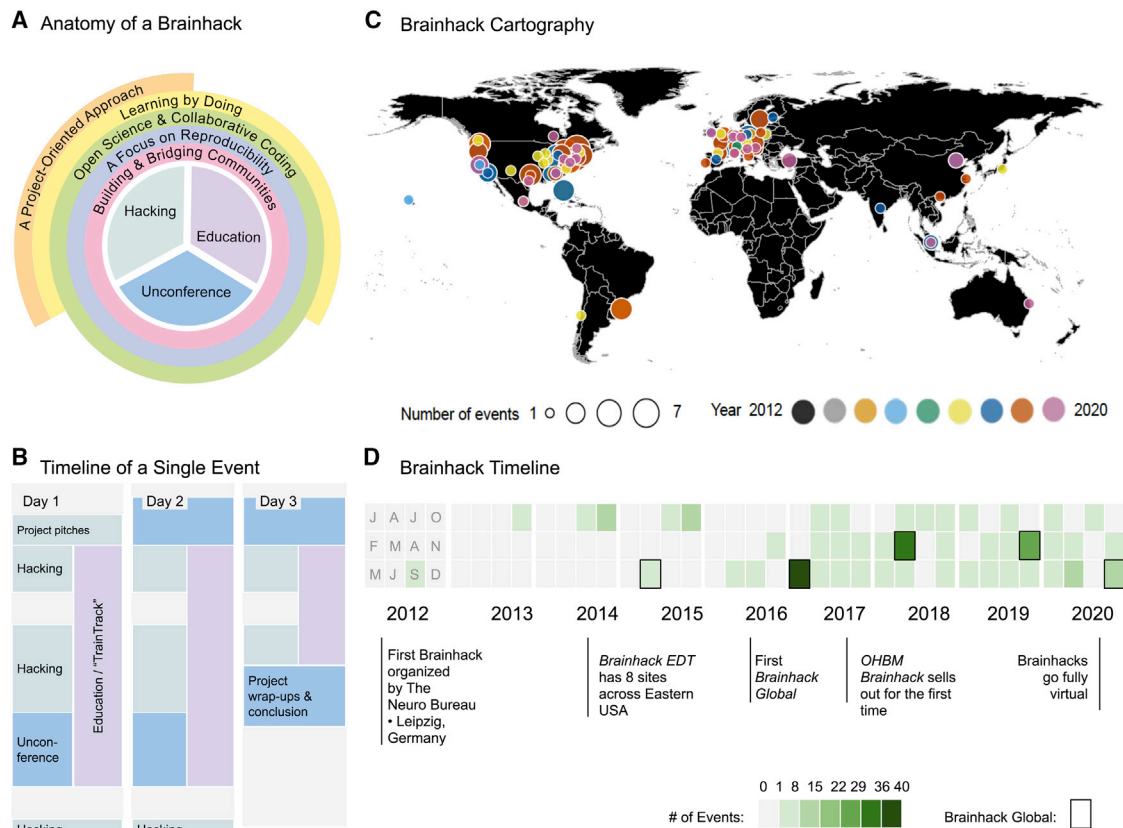 A Anatomy of a Brainhack
A Project-Oriented Approach
Learning by Doing
Open Science & Collaborative Coding
A Focus on Reproducibility
Building & Bridging Communities
Hacking
Education
Unconference
C Brainhack Cartography
Number of events 1 7 Year 2012 2020
B Timeline of a Single Event
Day 1 Day 2 Day 3
Project pitches
Hacking
Education / “TrainTrack”
Hacking
Project
wrap-ups &
conclusion
Uncon-
ference
Hacking Hacking
D Brainhack Timeline
J A J O
F M A N
M J S D
2012 2013 2014 2015 2016 2017 2018 2019 2020
First Brainhack
organized
by The
Neuro Bureau
• Leipzig,
Germany
Brainhack EDT
has 8 sites
across Eastern
USA
First
Brainhack
Global
OHBM
Brainhack sells
out for the first
time
Brainhacks
go fully
virtual
0 1 8 15 22 29 36 40
# of Events: Brainhack Global: